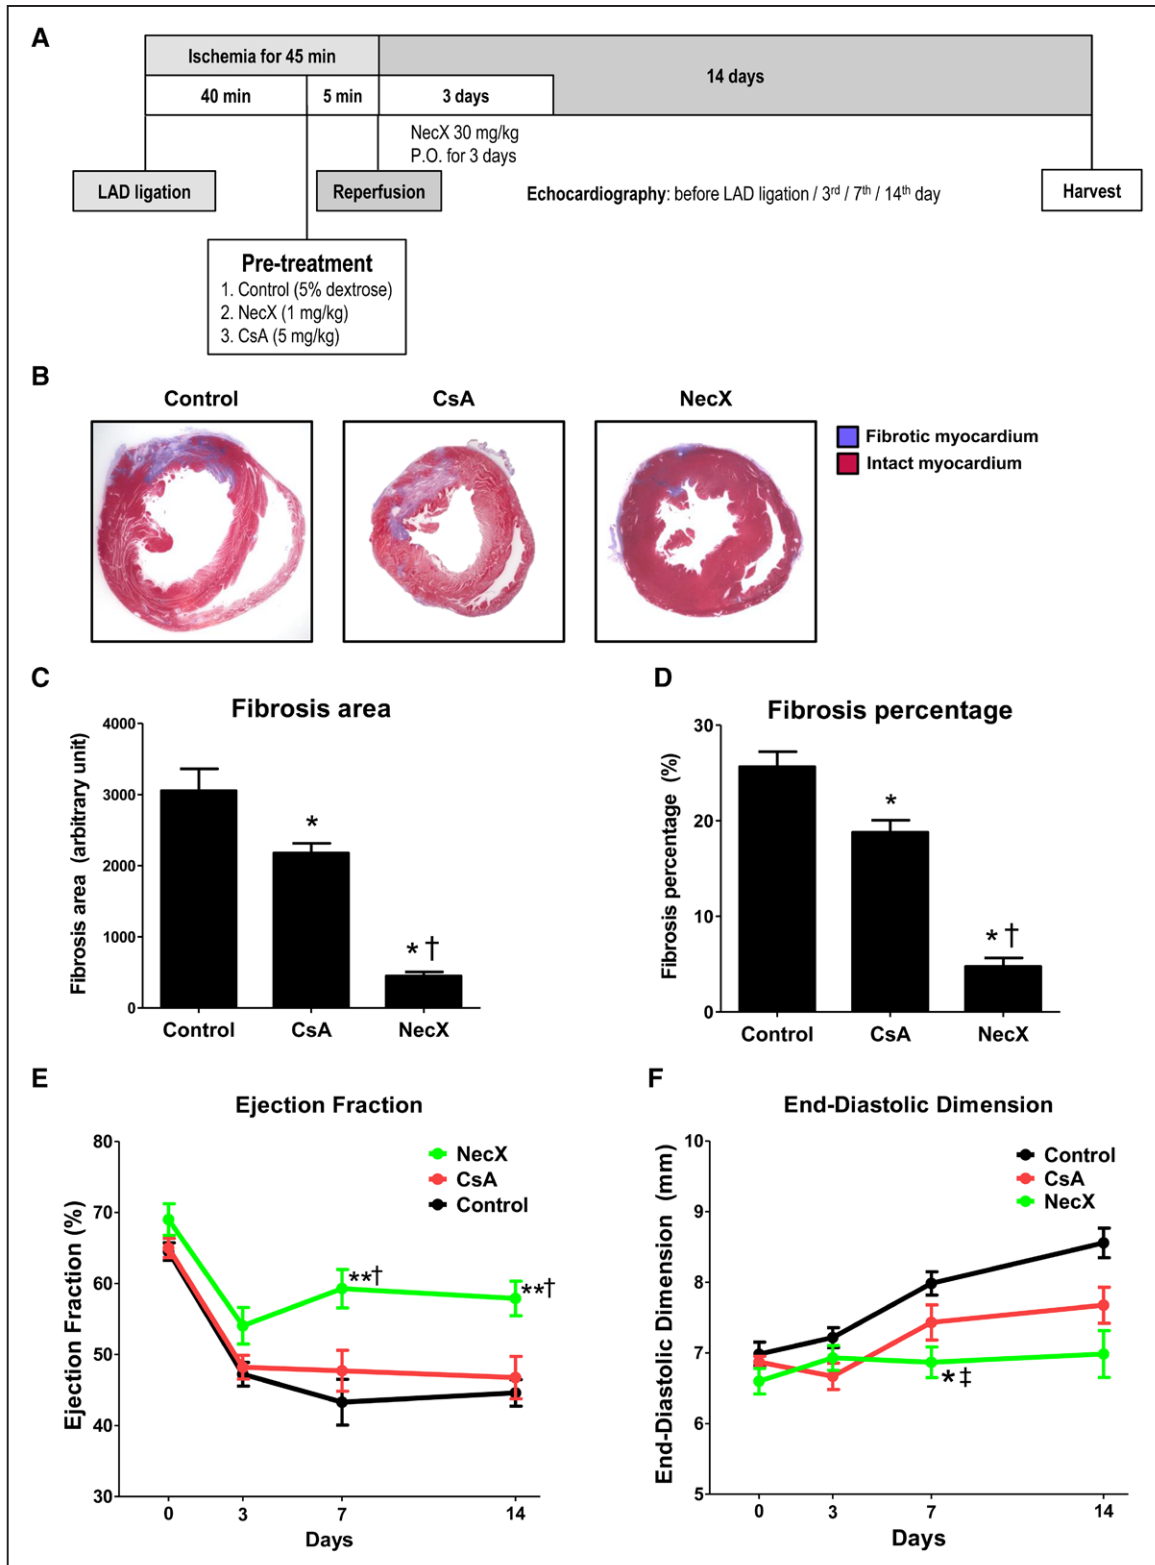 A
Ischemia for 45 min
14 days
40 min
5 min
3 days
NecX 30 mg/kg
P.O. for 3 days
LAD ligation
Reperfusion
Echocardiography: before LAD ligation / 3rd / 7th / 14th day
Harvest
Pre-treatment
1. Control (5% dextrose)
2. NecX (1 mg/kg)
3. CsA (5 mg/kg)
B
Control
CsA
NecX
Fibrotic myocardium
Intact myocardium
C
Fibrosis area
Fibrosis area (arbitrary unit)
4000
3000
2000
1000
0
*
* †
Control
CsA
NecX
D
Fibrosis percentage
Fibrosis percentage (%)
30
20
10
0
*
* †
Control
CsA
NecX
E
Ejection Fraction
Ejection Fraction (%)
80
70
60
50
40
30
NecX
CsA
Control
**†
**†
0
3
7
14
Days
F
End-Diastolic Dimension
End-Diastolic Dimension (mm)
10
9
8
7
6
5
Control
CsA
NecX
* ‡
0
3
7
14
Days